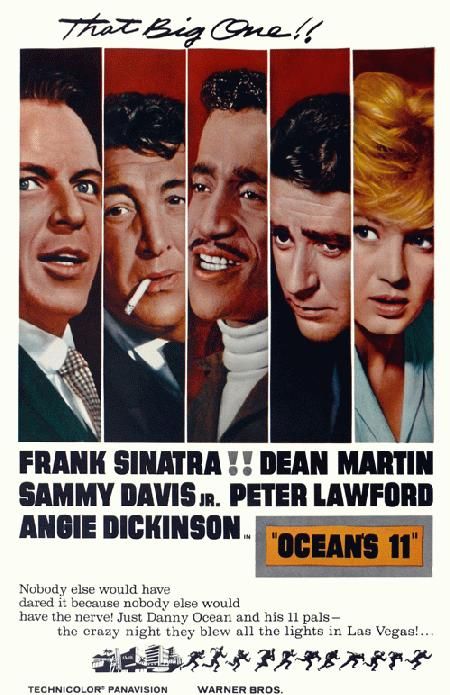 That Big One!!
FRANK SINATRA !! DEAN MARTIN
SAMMY DAVIS JR. PETER LAWFORD
ANGIE DICKINSON IN "OCEAN'S 11"
Nobody else would have
dared it because nobody else would
have the nerve! Just Danny Ocean and his 11 pals—
the crazy night they blew all the lights in Las Vegas!...
TECHNICOLOR® PANAVISION WARNER BROS.